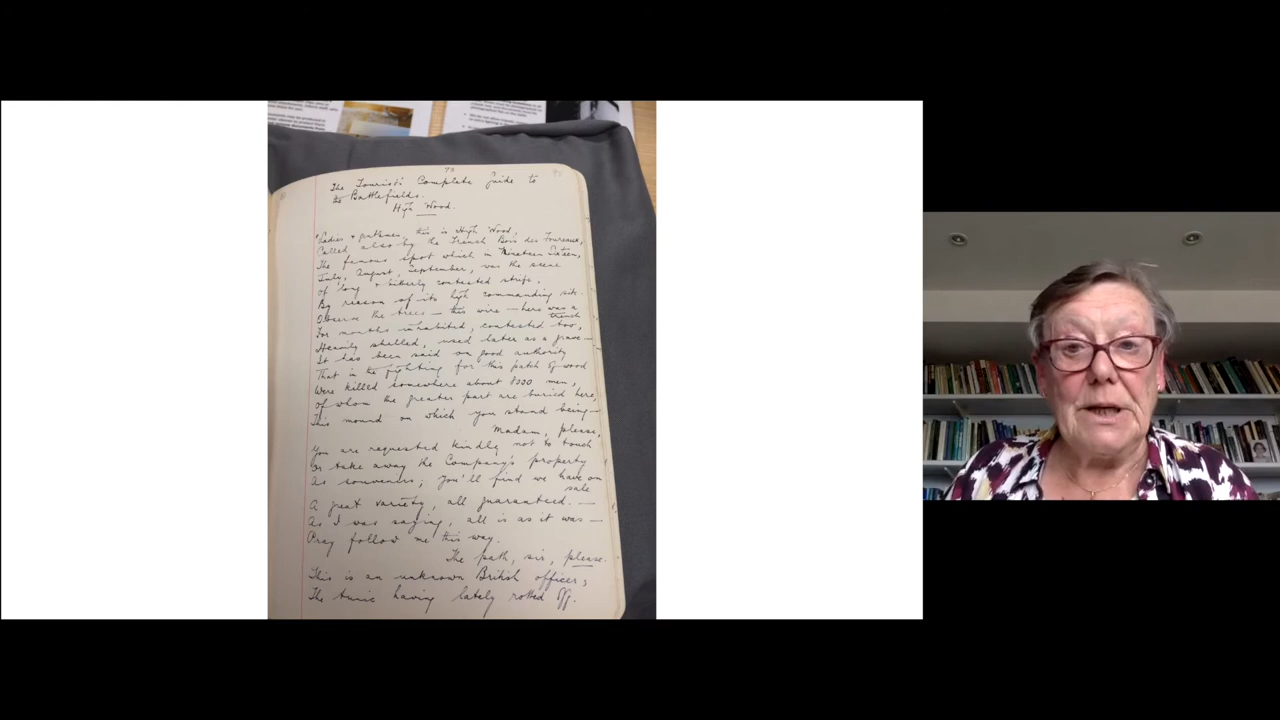 73
The Tourist's Complete Guide to
the Battlefields.
High Wood.
"Ladies & gentlemen, this is High Wood,
Called also by the French Bois des Foureaux,
The famous spot which in Nineteen Sixteen,
July, August, September, was the scene
of long & bitterly contested strife,
By reason of its high commanding site.
Observe the trees – this wire – here was a
trench
For months inhabited, contested too,
Heavily shelled, used later as a grave –
It has been said on good authority
That in the fighting for this patch of wood
Were killed somewhere about 8000 men,
of whom the greater part are buried here,
This mound on which you stand being –
Madam, please,
You are requested kindly not to touch
or take away the Company's property
As souvenirs; you'll find we have on
sale
A great variety, all guaranteed. –
As I was saying, all is as it was –
Pray follow me this way.
The path, sir, please.
This is an unknown British officer,
The tunic having lately rotted off.